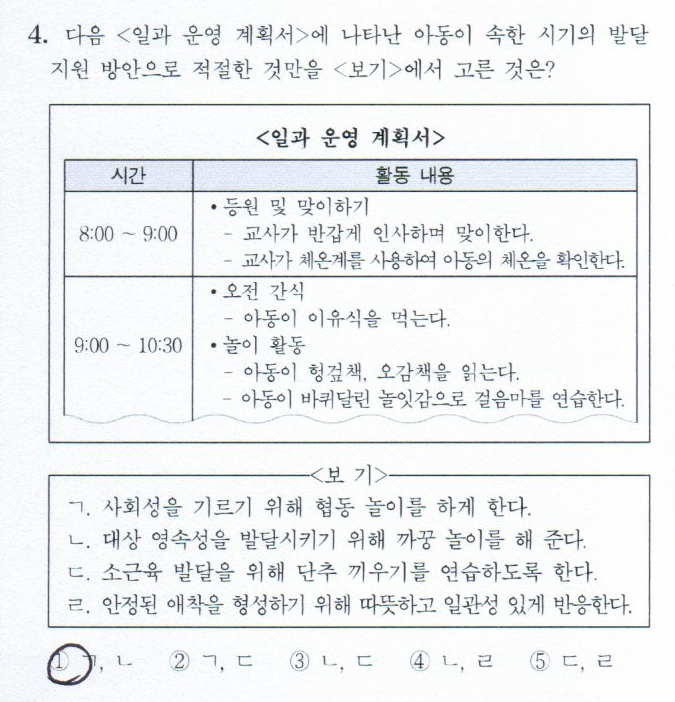 4. 다음 <일과 운영 계획서>에 나타난 아동이 속한 시기의 발달
지원 방안으로 적절한 것만을 <보기>에서 고른 것은?
<일과 운영 계획서>
시간 활동 내용
8:00 ~ 9:00
• 등원 및 맞이하기
- 교사가 반갑게 인사하며 맞이한다.
- 교사가 체온계를 사용하여 아동의 체온을 확인한다.
9:00 ~ 10:30
• 오전 간식
- 아동이 이유식을 먹는다.
• 놀이 활동
- 아동이 헝겊책, 오감책을 읽는다.
- 아동이 바퀴달린 놀잇감으로 걸음마를 연습한다.
<보 기>
ㄱ. 사회성을 기르기 위해 협동 놀이를 하게 한다.
ㄴ. 대상 영속성을 발달시키기 위해 까꿍 놀이를 해 준다.
ㄷ. 소근육 발달을 위해 단추 끼우기를 연습하도록 한다.
ㄹ. 안정된 애착을 형성하기 위해 따뜻하고 일관성 있게 반응한다.
① ㄱ, ㄴ ② ㄱ, ㄷ ③ ㄴ, ㄷ ④ ㄴ, ㄹ ⑤ ㄷ, ㄹ